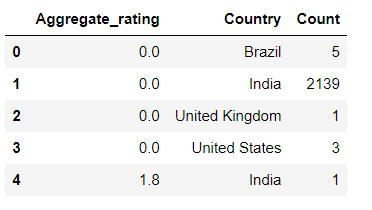 Aggregate_rating Country Count
0 0.0 Brazil 5
1 0.0 India 2139
2 0.0 United Kingdom 1
3 0.0 United States 3
4 1.8 India 1